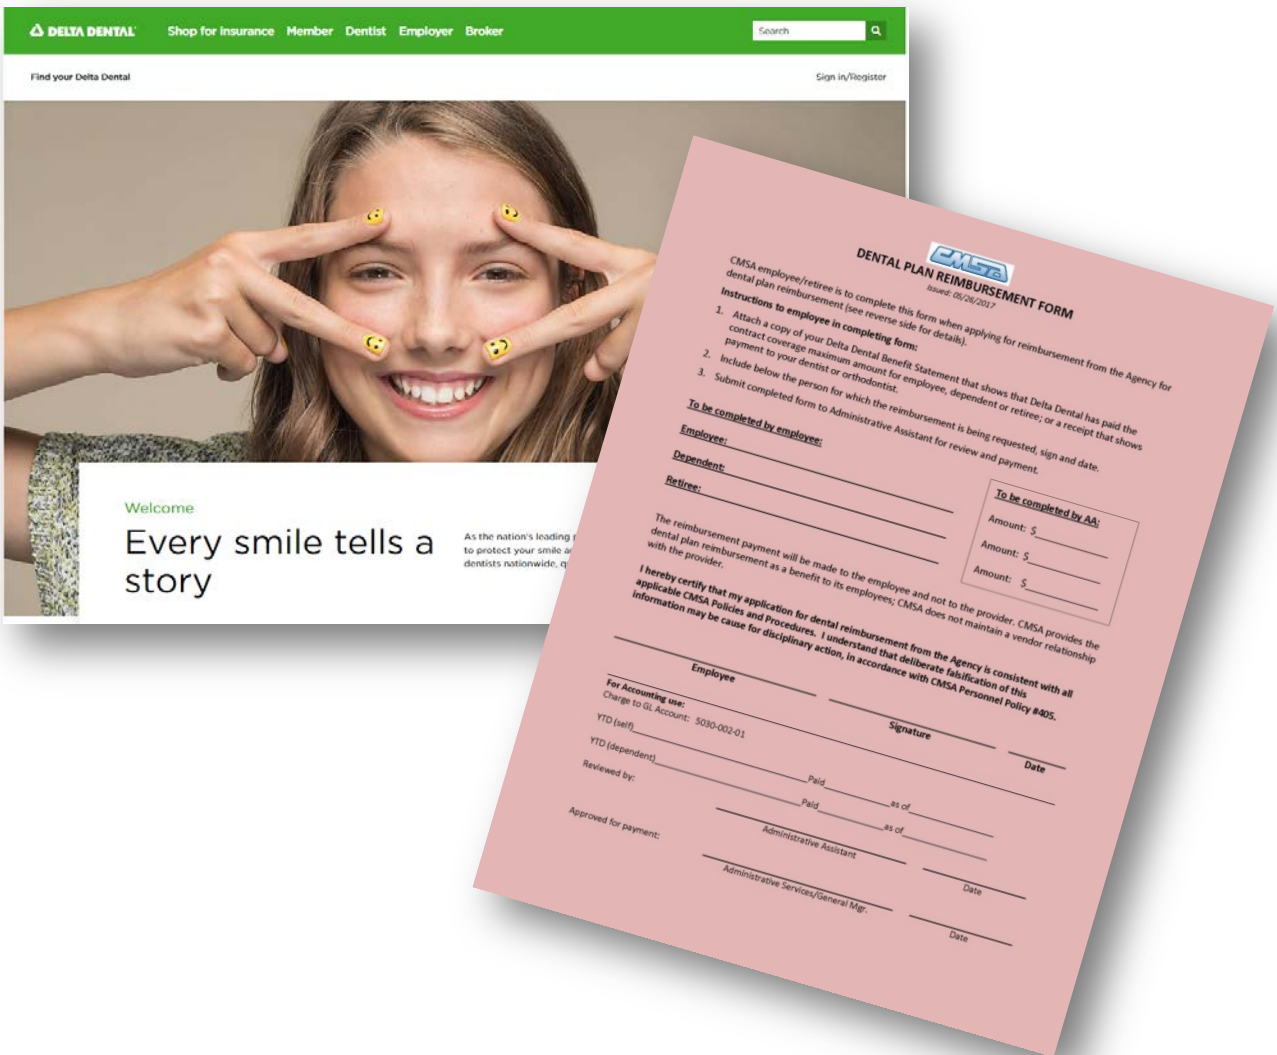 DELTA DENTAL
Shop for insurance Member Dentist Employer Broker
Search
Find your Delta Dental
Sign in/Register
Welcome
Every smile tells a
story
As the nation's leading
to protect your smile
dentists nationwide,
CMSA
DENTAL PLAN REIMBURSEMENT FORM
Issued: 05/26/2017
CMSA employee/retiree is to complete this form when applying for reimbursement from the Agency for
dental plan reimbursement (see reverse side for details).
Instructions to employee in completing form:
1. Attach a copy of your Delta Dental Benefit Statement that shows that Delta Dental has paid the
contract coverage maximum amount for employee, dependent or retiree; or a receipt that shows
payment to your dentist or orthodontist.
2. Include below the person for which the reimbursement is being requested, sign and date.
3. Submit completed form to Administrative Assistant for review and payment.
To be completed by employee:
Employee:
Dependent:
Retiree:
To be completed by AA:
Amount: $
Amount: $
Amount: $
The reimbursement payment will be made to the employee and not to the provider. CMSA provides the
dental plan reimbursement as a benefit to its employees; CMSA does not maintain a vendor relationship
with the provider.
I hereby certify that my application for dental reimbursement from the Agency is consistent with all
applicable CMSA Policies and Procedures. I understand that deliberate falsification of this
information may be cause for disciplinary action, in accordance with CMSA Personnel Policy #405.
Employee Signature Date
For Accounting use:
Charge to GL Account: 5030-002-01
YTD (self) Paid as of
YTD (dependent) Paid as of
Reviewed by:
Administrative Assistant Date
Approved for payment:
Administrative Services/General Mgr. Date